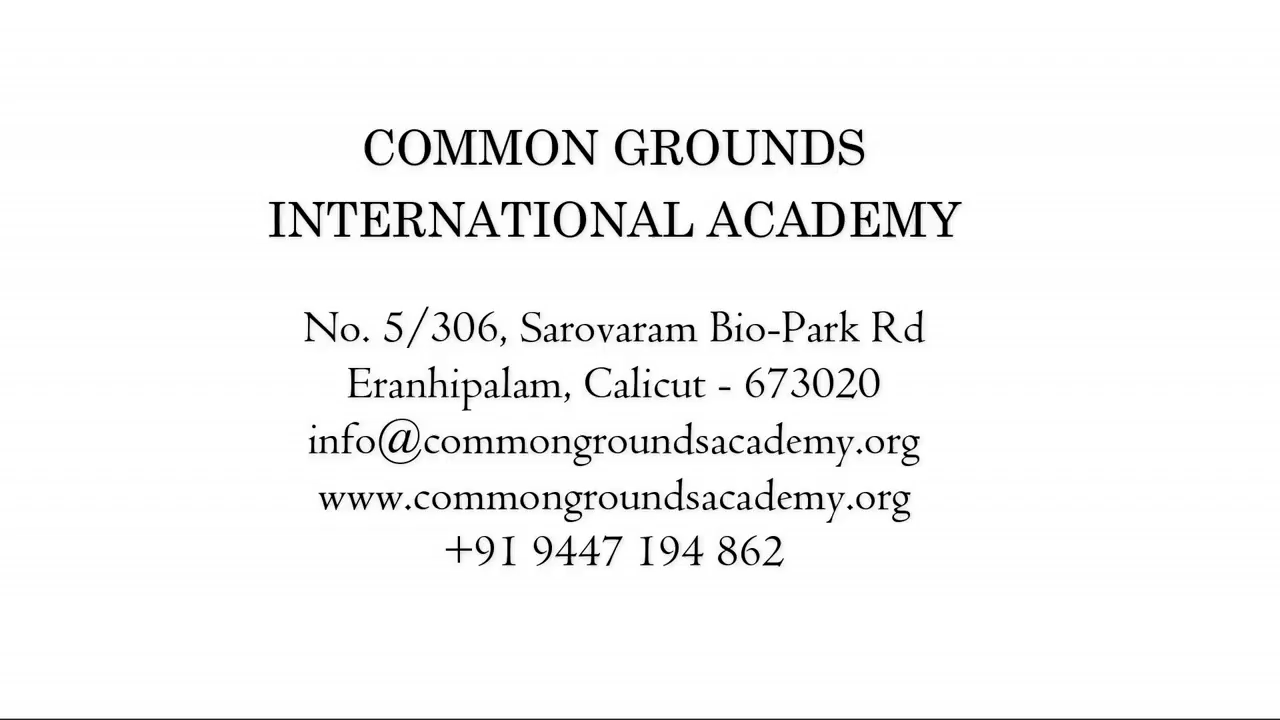 COMMON GROUNDS
INTERNATIONAL ACADEMY
No. 5/306, Sarovaram Bio-Park Rd
Eranhipalam, Calicut - 673020
info@commongroundsacademy.org
www.commongroundsacademy.org
+91 9447 194 862